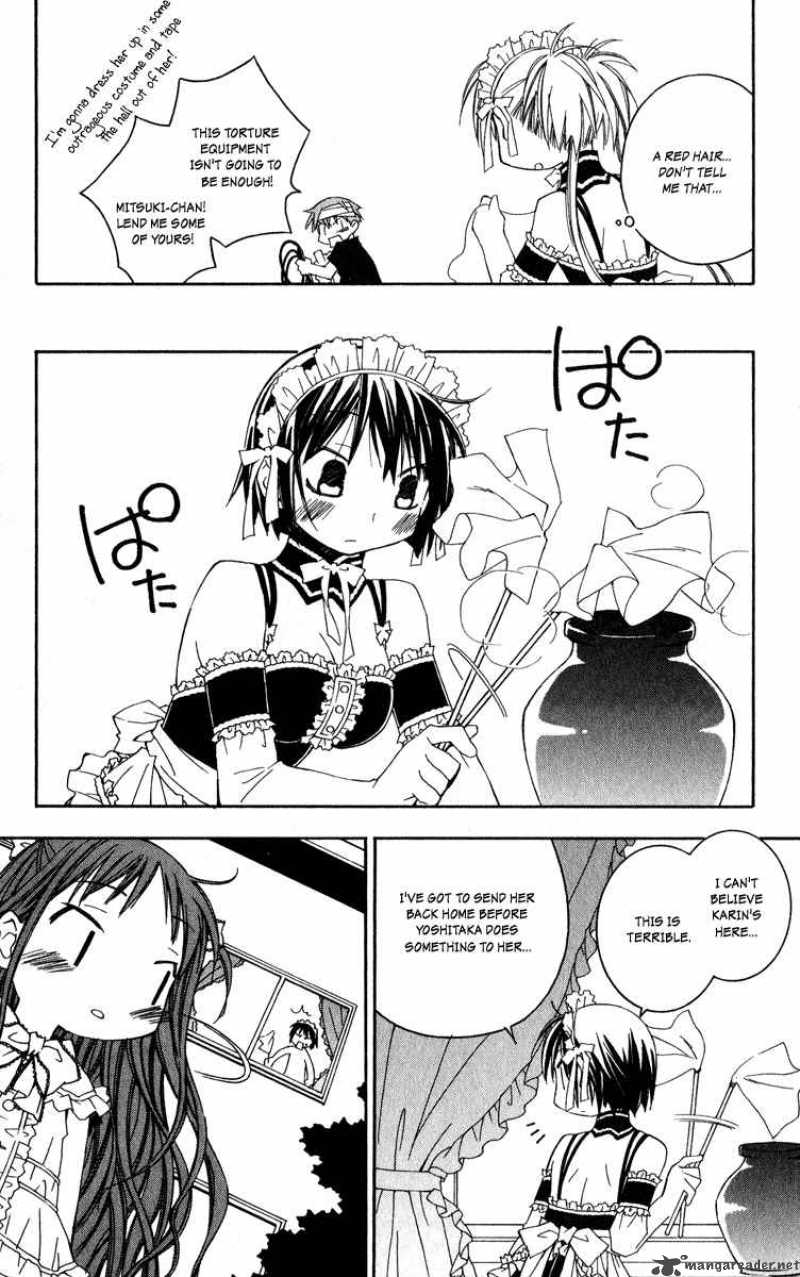 A RED HAIR...
DON'T TELL
ME THAT...
THIS TORTURE
EQUIPMENT
ISN'T GOING TO
BE ENOUGH!
MITSUKI-CHAN!
LEND ME SOME
OF YOURS!
I'm gonna dress her up in some
outrageous costume and tape
the hell out of her!
ぱた
ぱた
I CAN'T
BELIEVE
KARIN'S
HERE...
THIS IS
TERRIBLE.
I'VE GOT TO SEND HER
BACK HOME BEFORE
YOSHITAKA DOES
SOMETHING TO HER...
mangareader.net